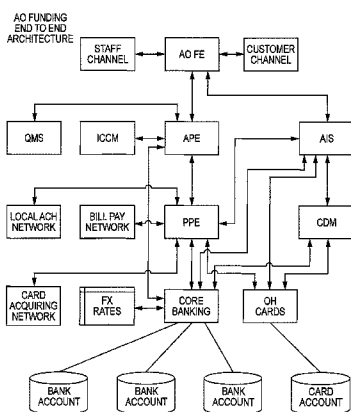 AO FUNDING
END TO END
ARCHITECTURE
STAFF
CHANNEL
AO FE
CUSTOMER
CHANNEL
QMS
ICCM
APE
AIS
LOCAL ACH
NETWORK
BILL PAY
NETWORK
PPE
CDM
CARD
ACQUIRING
NETWORK
FX
RATES
CORE
BANKING
OH
CARDS
BANK
ACCOUNT
BANK
ACCOUNT
BANK
ACCOUNT
CARD
ACCOUNT